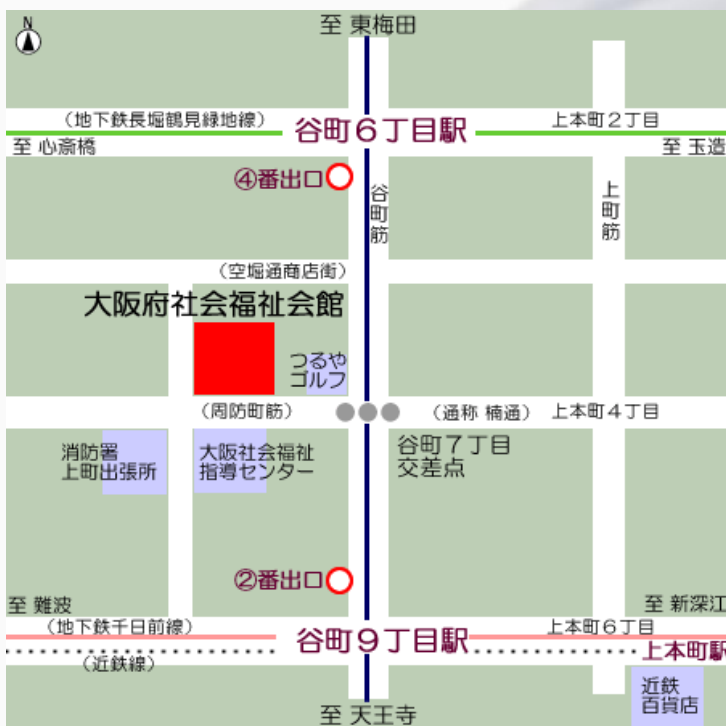 N
至 東梅田
(地下鉄長堀鶴見緑地線)
谷町6丁目駅
上本町2丁目
至 心斎橋
至 玉造
④番出口
谷町筋
上町筋
(空堀通商店街)
大阪府社会福祉会館
つるや
ゴルフ
(周防町筋)
(通称 楠通)
上本町4丁目
消防署
上町出張所
大阪社会福祉
指導センター
谷町7丁目
交差点
②番出口
至 難波
至 新深江
(地下鉄千日前線)
谷町9丁目駅
上本町6丁目
(近鉄線)
上本町駅
近鉄
百貨店
至 天王寺